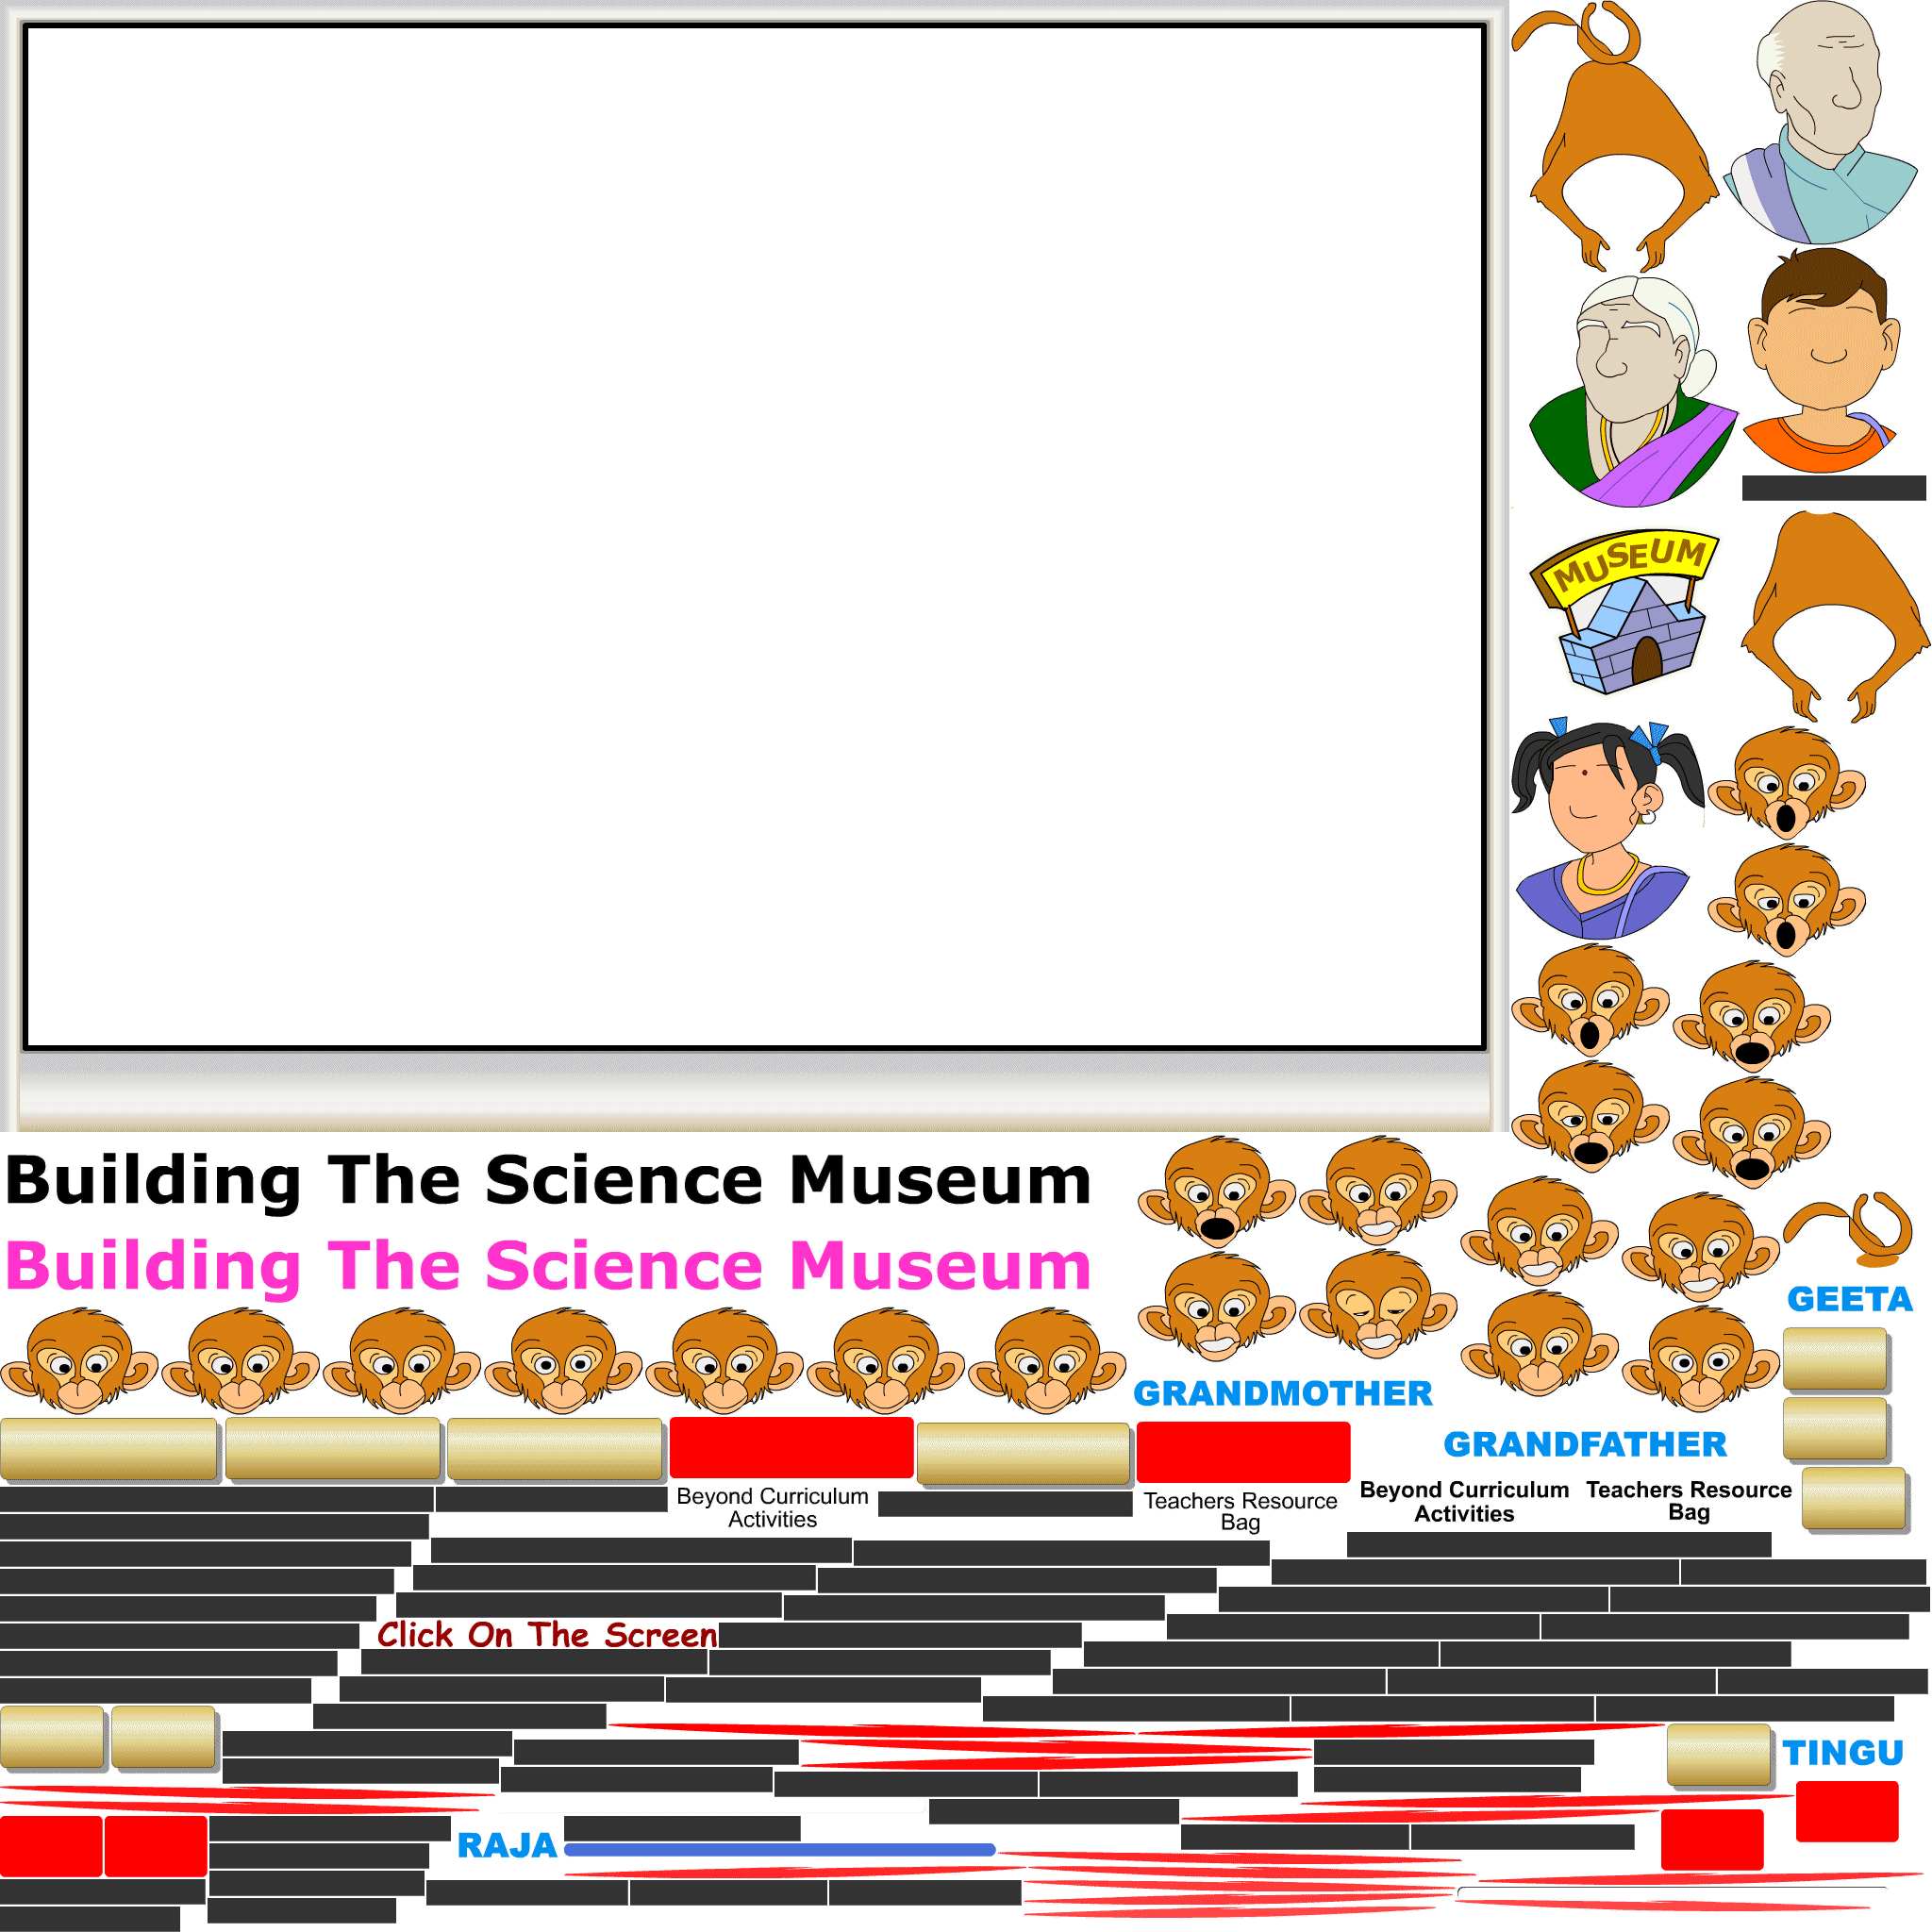 MUSEUM
Building The Science Museum
Building The Science Museum
GEETA
GRANDMOTHER
GRANDFATHER
Beyond Curriculum
Activities
Teachers Resource
Bag
Beyond Curriculum
Activities
Teachers Resource
Bag
Click On The Screen
TINGU
RAJA